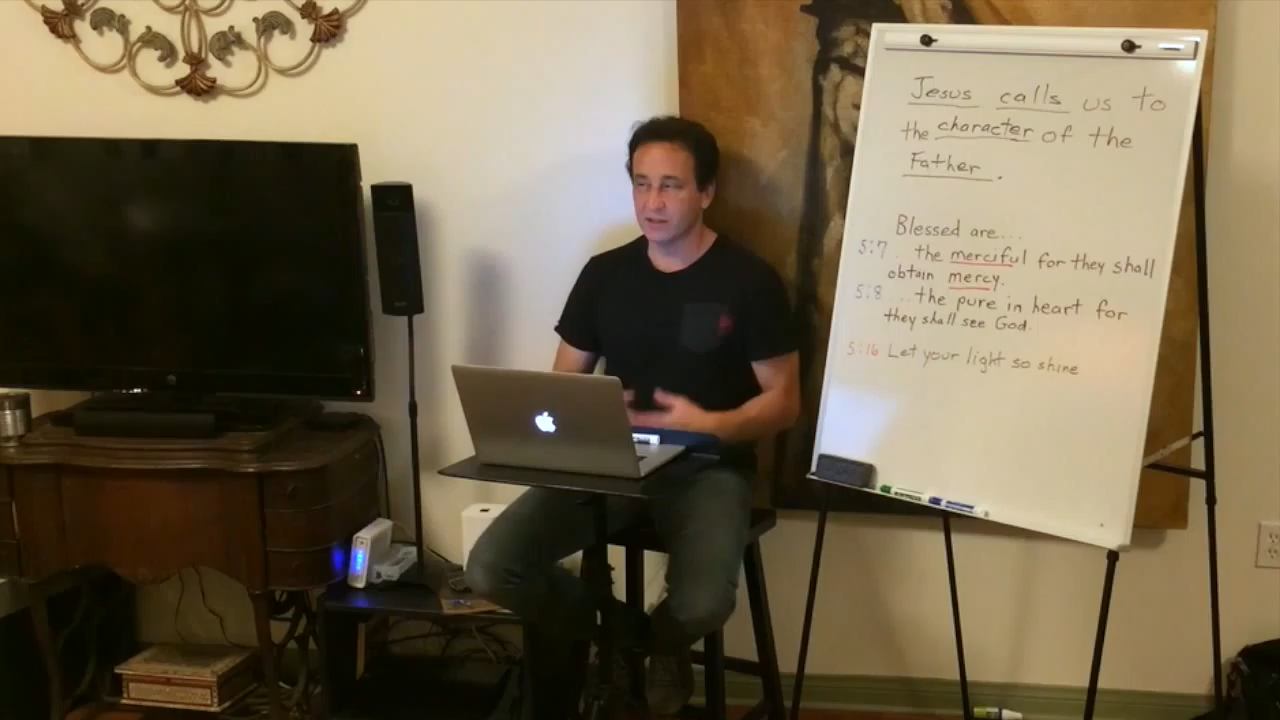 Jesus calls us to
the character of the
Father.
Blessed are...
5:7 .. the merciful for they shall
obtain mercy.
5:8 ... the pure in heart for
they shall see God.
5:16 Let your light so shine